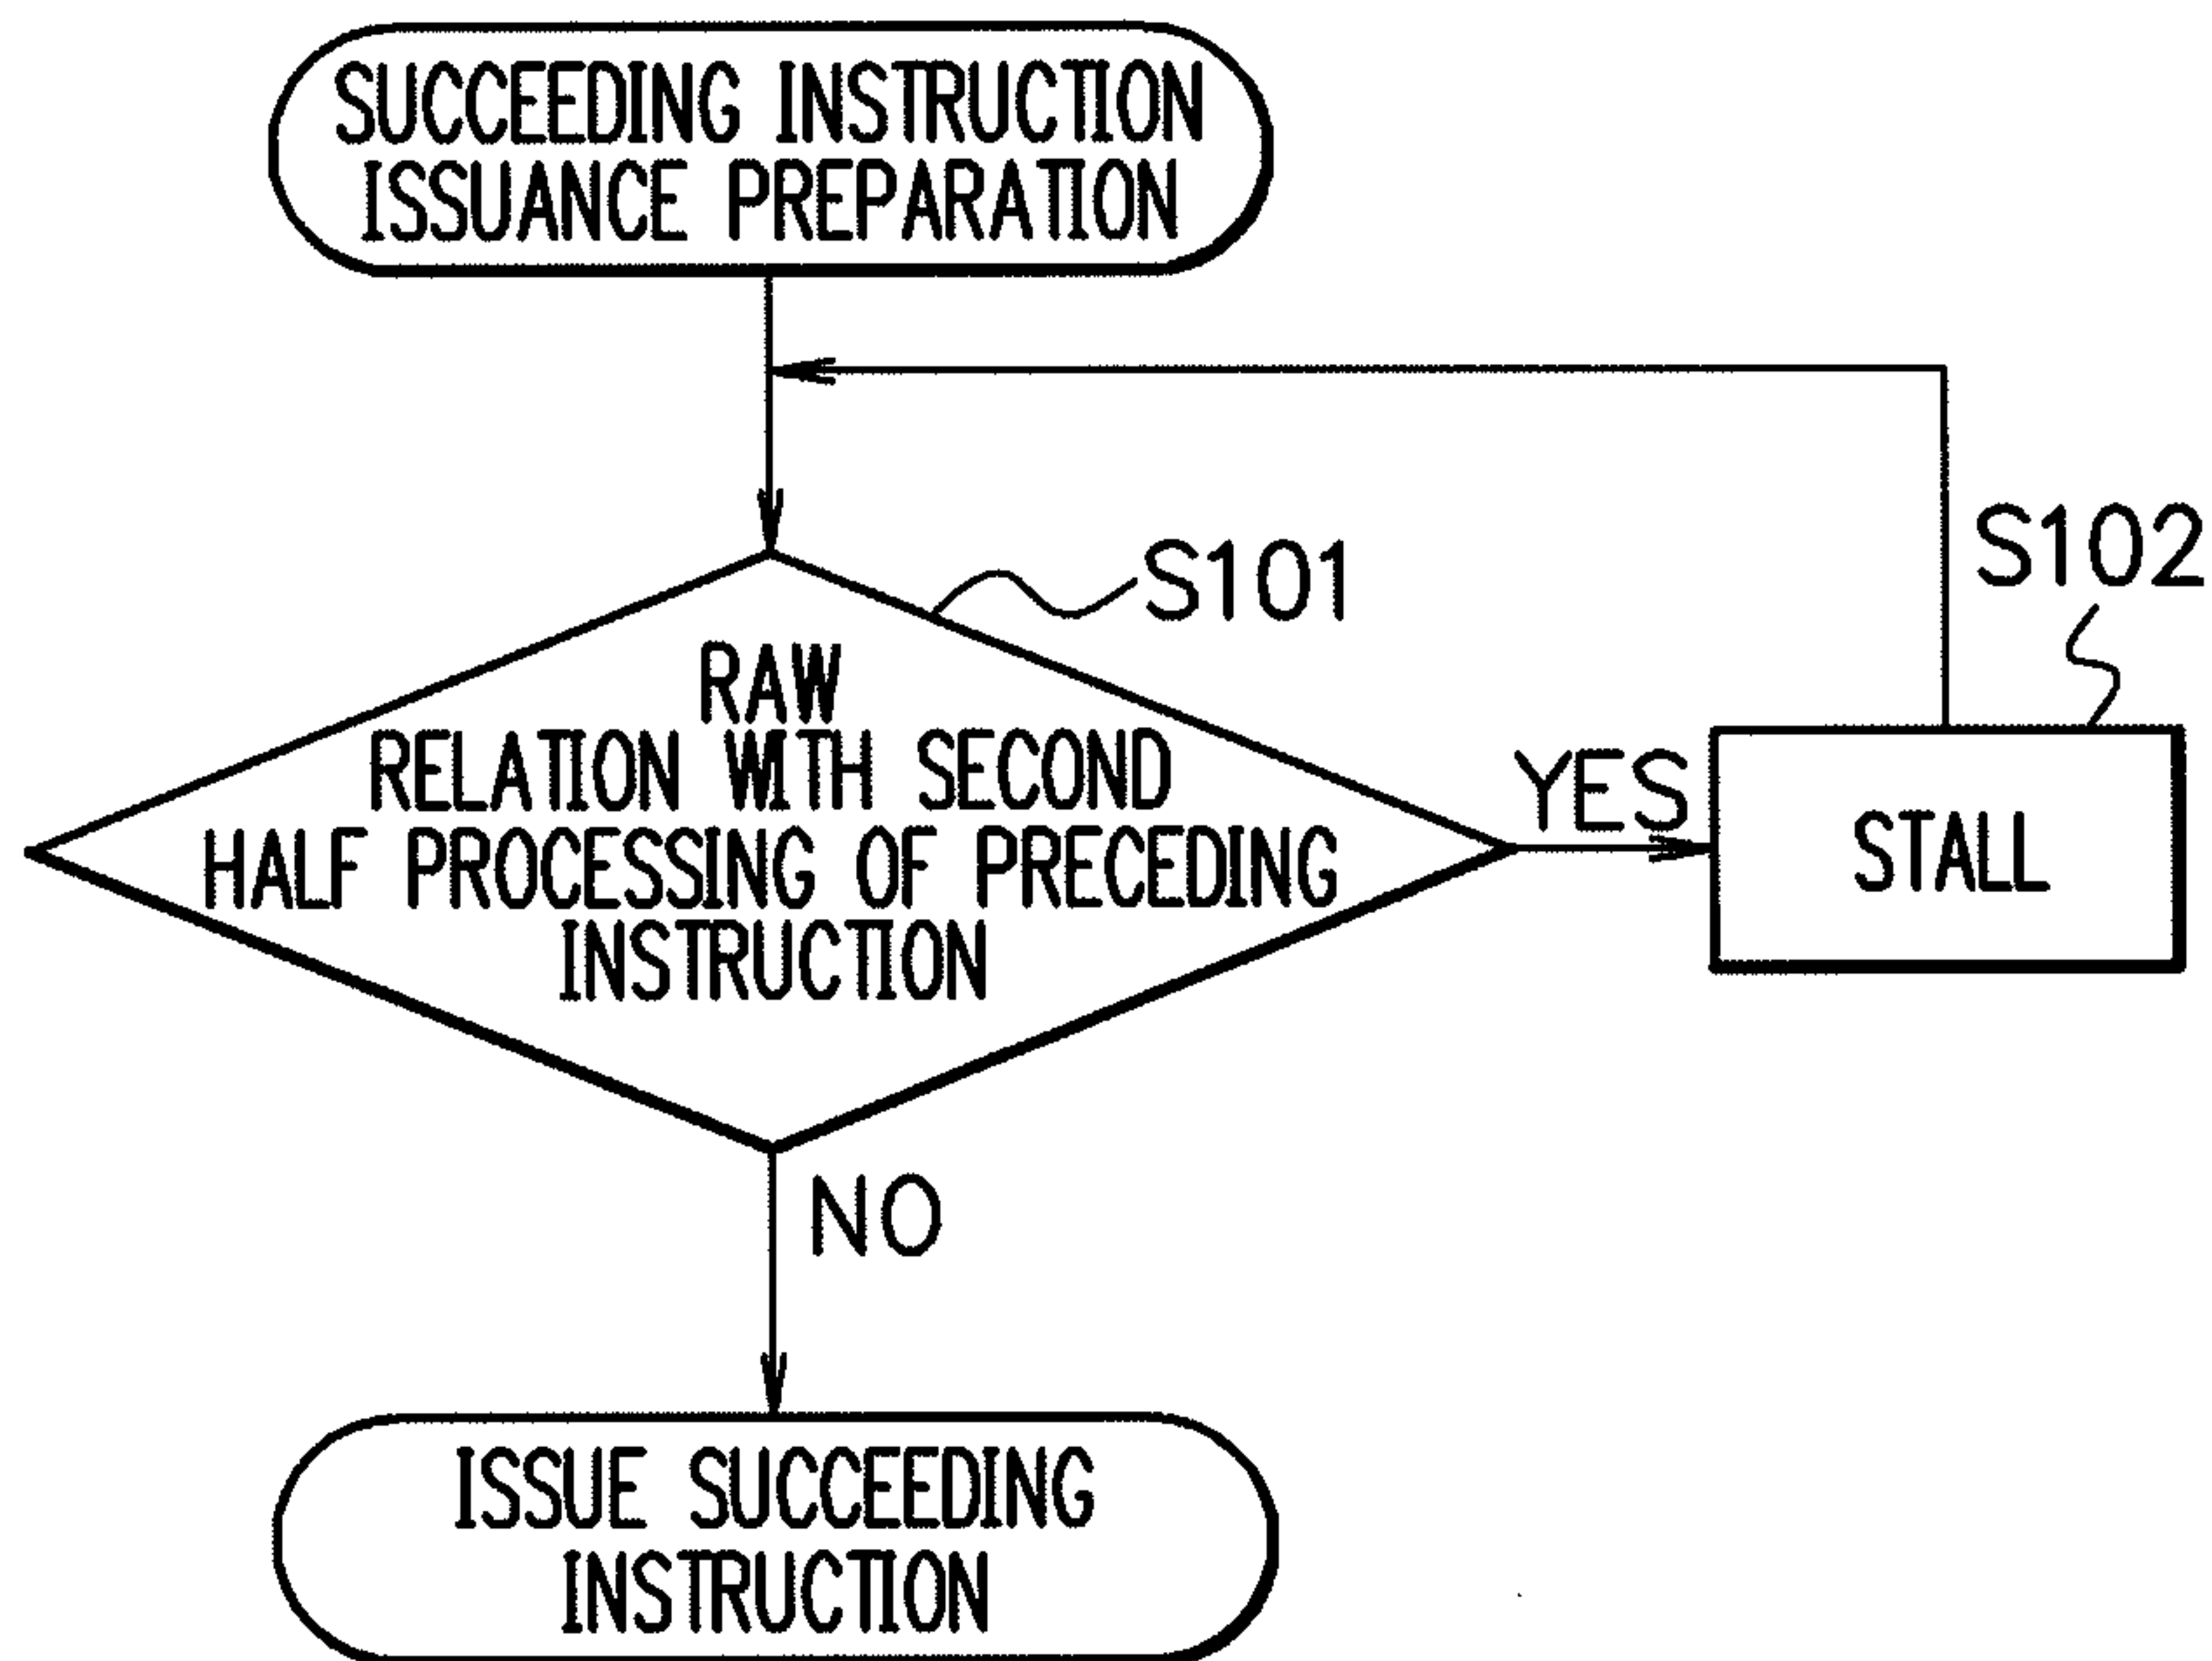 SUCCEEDING INSTRUCTION
ISSUANCE PREPARATION
S101
S102
RAW
RELATION WITH SECOND
HALF PROCESSING OF PRECEDING
INSTRUCTION
YES
STALL
NO
ISSUE SUCCEEDING
INSTRUCTION